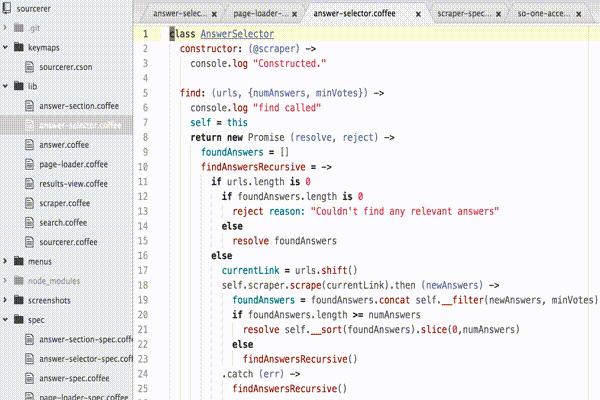 sourcerer
.git
keymaps
sourcerer.cson
lib
answer-section.coffee
answer-selector.coffee
answer.coffee
page-loader.coffee
results-view.coffee
scraper.coffee
search.coffee
sourcerer.coffee
menus
node_modules
screenshots
spec
answer-section-spec.coff
answer-selector-spec.cof
answer-spec.coffee
page-loader-spec.coffee
answer-selec... page-loader-... answer-selector.coffee scraper-spec... so-one-acce...
1 class AnswerSelector
2 constructor: (@scraper) ->
3 console.log "Constructed."
4
5 find: (urls, {numAnswers, minVotes}) ->
6 console.log "find called"
7 self = this
8 return new Promise (resolve, reject) ->
9 foundAnswers = []
10 findAnswersRecursive = ->
11 if urls.length is 0
12 if foundAnswers.length is 0
13 reject reason: "Couldn't find any relevant answers"
14 else
15 resolve foundAnswers
16 else
17 currentLink = urls.shift()
18 self.scraper.scrape(currentLink).then (newAnswers) ->
19 foundAnswers = foundAnswers.concat self.__filter(newAnswers, minVotes)
20 if foundAnswers.length >= numAnswers
21 resolve self.__sort(foundAnswers).slice(0,numAnswers)
22 else
23 findAnswersRecursive()
24 .catch (err) ->
25 findAnswersRecursive()